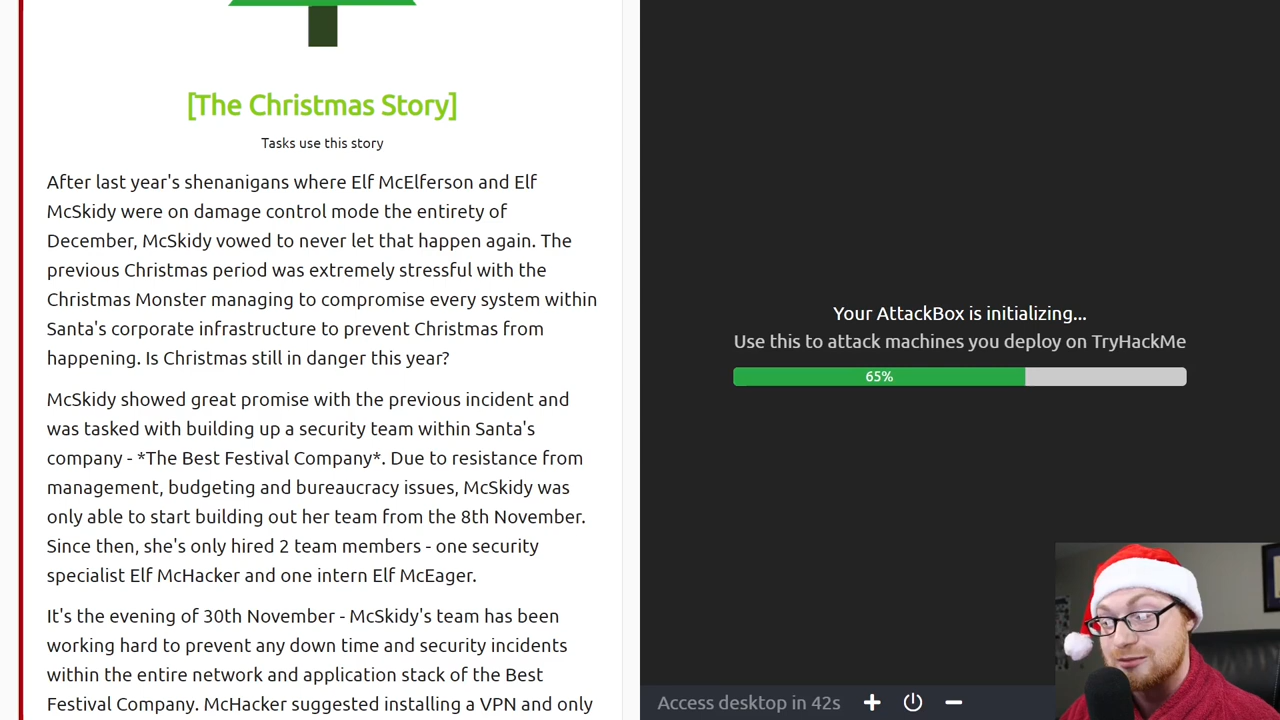 [The Christmas Story]
Tasks use this story
After last year's shenanigans where Elf McElferson and Elf
McSkidy were on damage control mode the entirety of
December, McSkidy vowed to never let that happen again. The
previous Christmas period was extremely stressful with the
Christmas Monster managing to compromise every system within
Santa's corporate infrastructure to prevent Christmas from
happening. Is Christmas still in danger this year?
McSkidy showed great promise with the previous incident and
was tasked with building up a security team within Santa's
company - *The Best Festival Company*. Due to resistance from
management, budgeting and bureaucracy issues, McSkidy was
only able to start building out her team from the 8th November.
Since then, she's only hired 2 team members - one security
specialist Elf McHacker and one intern Elf McEager.
It's the evening of 30th November - McSkidy's team has been
working hard to prevent any down time and security incidents
within the entire network and application stack of the Best
Festival Company. McHacker suggested installing a VPN and only
Your AttackBox is initializing...
Use this to attack machines you deploy on TryHackMe
65%
Access desktop in 42s